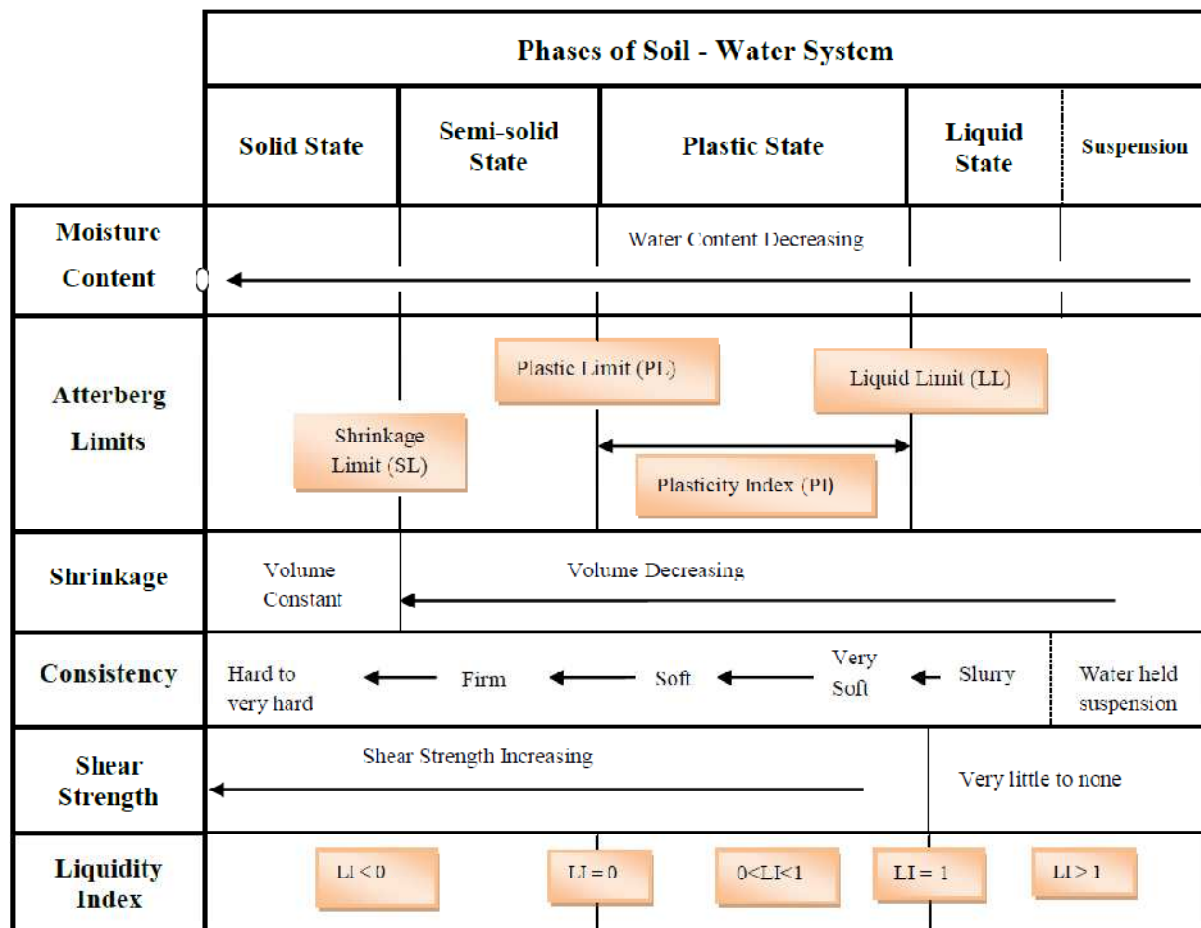 Phases of Soil - Water System
Solid State
Semi-solid
State
Plastic State
Liquid
State
Suspension
Moisture
Content
Water Content Decreasing
0
Atterberg
Limits
Shrinkage
Limit (SL)
Plastic Limit (PL)
Plasticity Index (PI)
Liquid Limit (LL)
Shrinkage
Volume
Constant
Volume Decreasing
Consistency
Hard to
very hard
Firm
Soft
Very
Soft
Slurry
Water held
suspension
Shear
Strength
Shear Strength Increasing
Very little to none
Liquidity
Index
LI < 0
LI = 0
0<LI<1
LI = 1
LI > 1